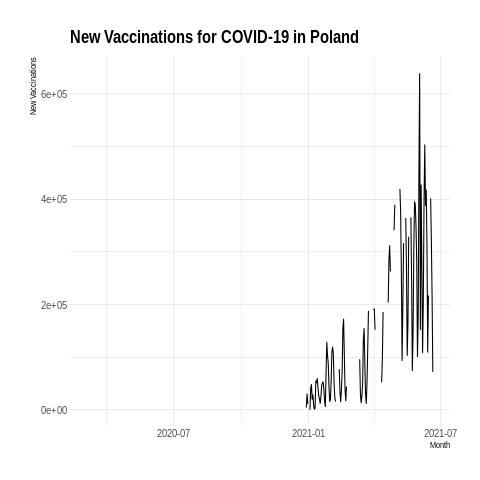 New Vaccinations for COVID-19 in Poland
New Vaccinations
6e+05
4e+05
2e+05
0e+00
2020-07
2021-01
2021-07
Month